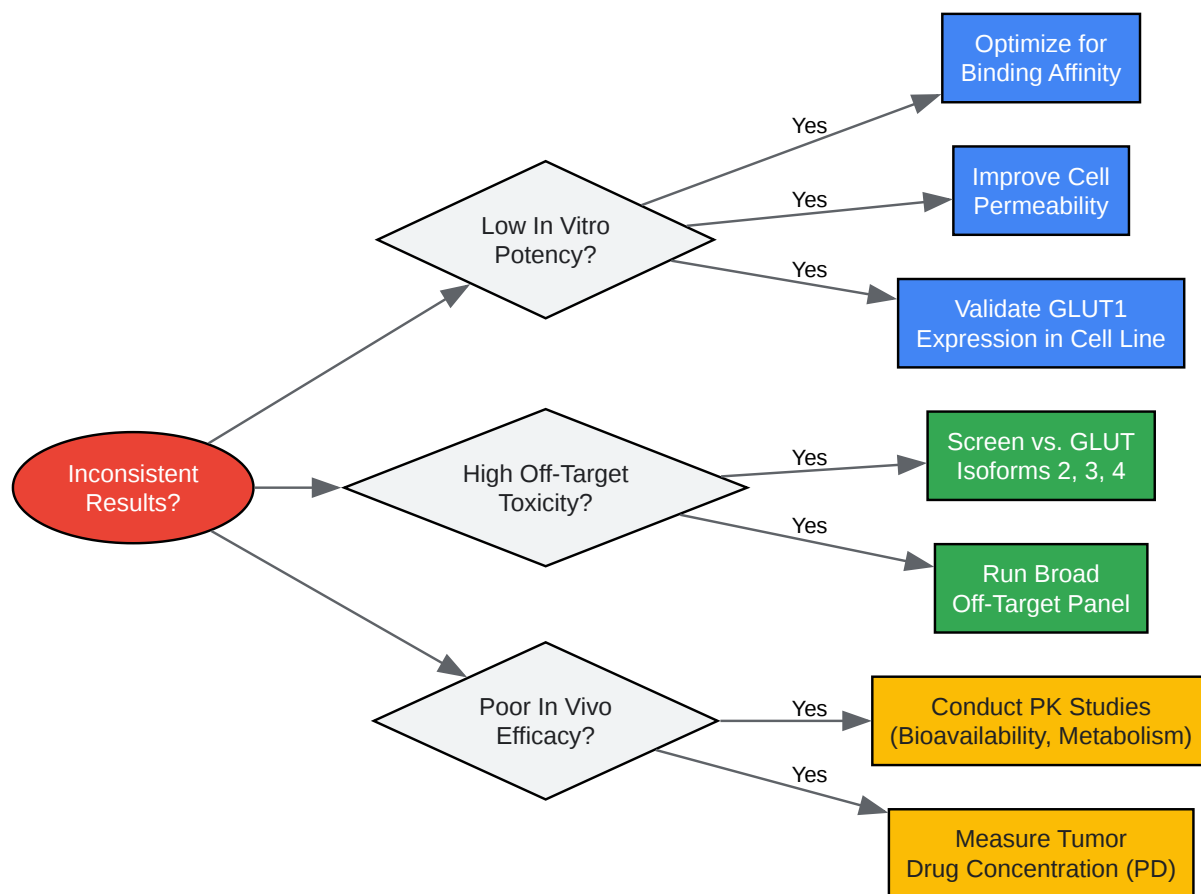 Optimize for
Binding Affinity
Yes
Improve Cell
Permeability
Yes
Low In Vitro
Potency?
Yes
Validate GLUT1
Expression in Cell Line
Inconsistent
Results?
High Off-Target
Toxicity?
Yes
Screen vs. GLUT
Isoforms 2, 3, 4
Yes
Run Broad
Off-Target Panel
Poor In Vivo
Efficacy?
Yes
Conduct PK Studies
(Bioavailability, Metabolism)
Yes
Measure Tumor
Drug Concentration (PD)